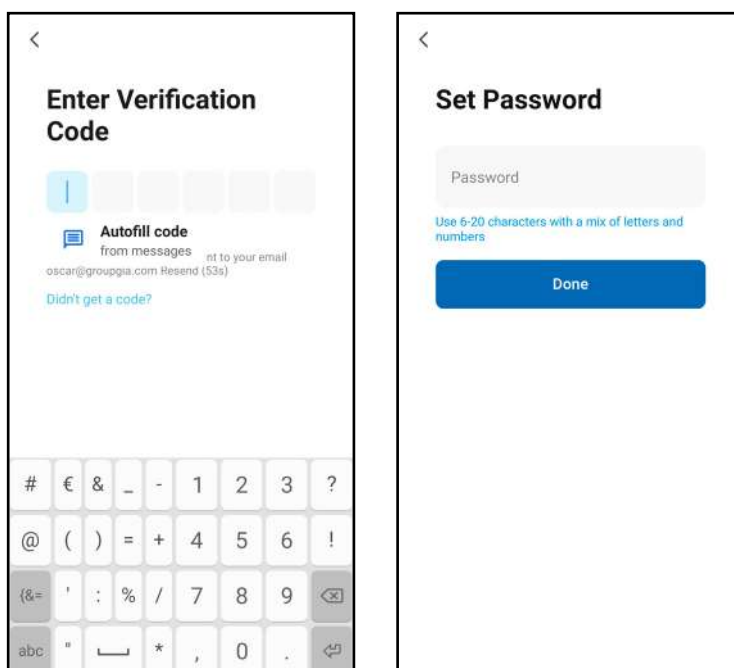 Enter Verification
Code
Autofill code
from messages
nt to your email
oscar@groupgia.com Resend (53s)
Didn't get a code?
# € & _ - 1 2 3 ?
@ ( ) = + 4 5 6 !
{&= ' : % / 7 8 9
abc " * , 0 .
Set Password
Password
Use 6-20 characters with a mix of letters and
numbers
Done